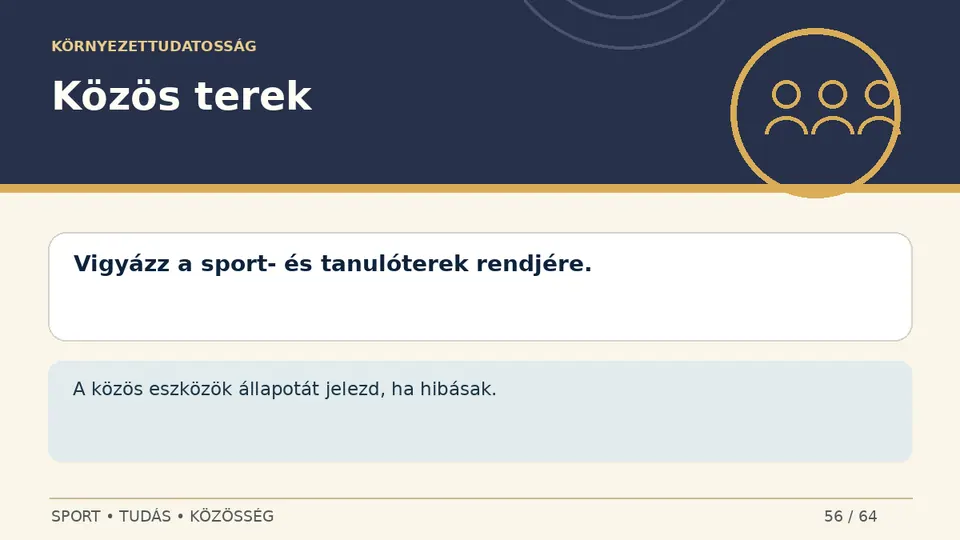 KÖRNYEZETTUDATOSSÁG
Közös terek
Vigyázz a sport- és tanulóterek rendjére.
A közös eszközök állapotát jelezd, ha hibásak.
SPORT • TUDÁS • KÖZÖSSÉG
56 / 64